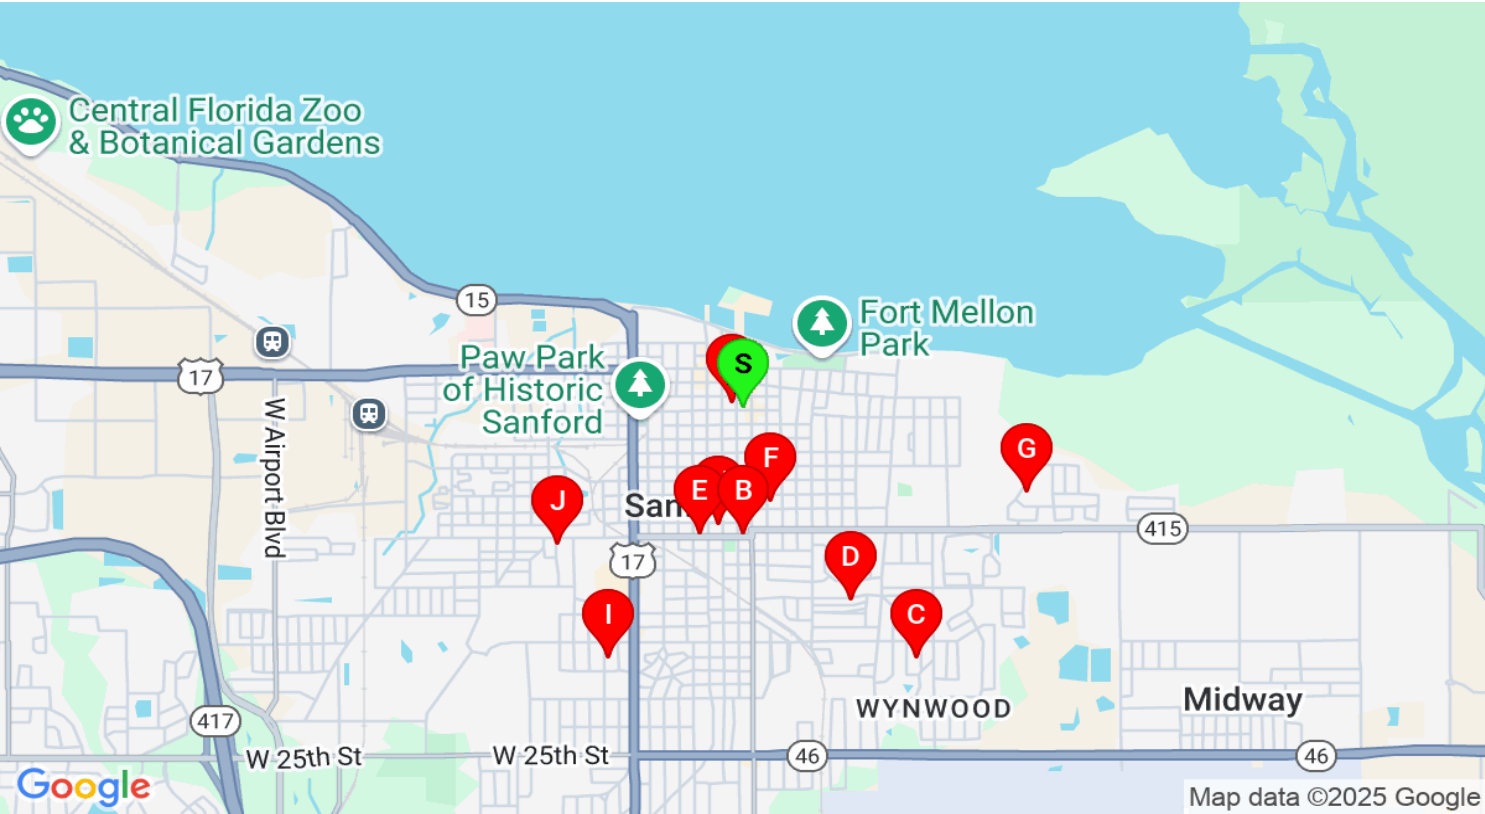 Central Florida Zoo
& Botanical Gardens
15
Fort Mellon
Park
17
Paw Park
of Historic
Sanford
S
W Airport Blvd
F
G
J
E
B
San
415
17
D
I
C
WYNWOOD
Midway
417
W 25th St
W 25th St
46
46
Google
Map data ©2025 Google